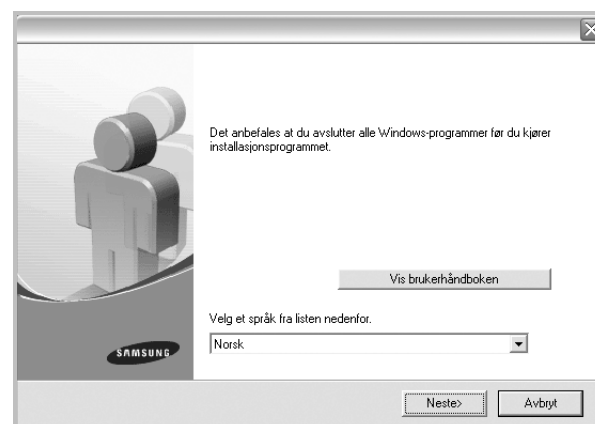 Det anbefales at du avslutter alle Windows-programmer før du kjører
installasjonsprogrammet.
Vis brukerhåndboken
Velg et språk fra listen nedenfor.
Norsk
SAMSUNG
Neste>
Avbryt